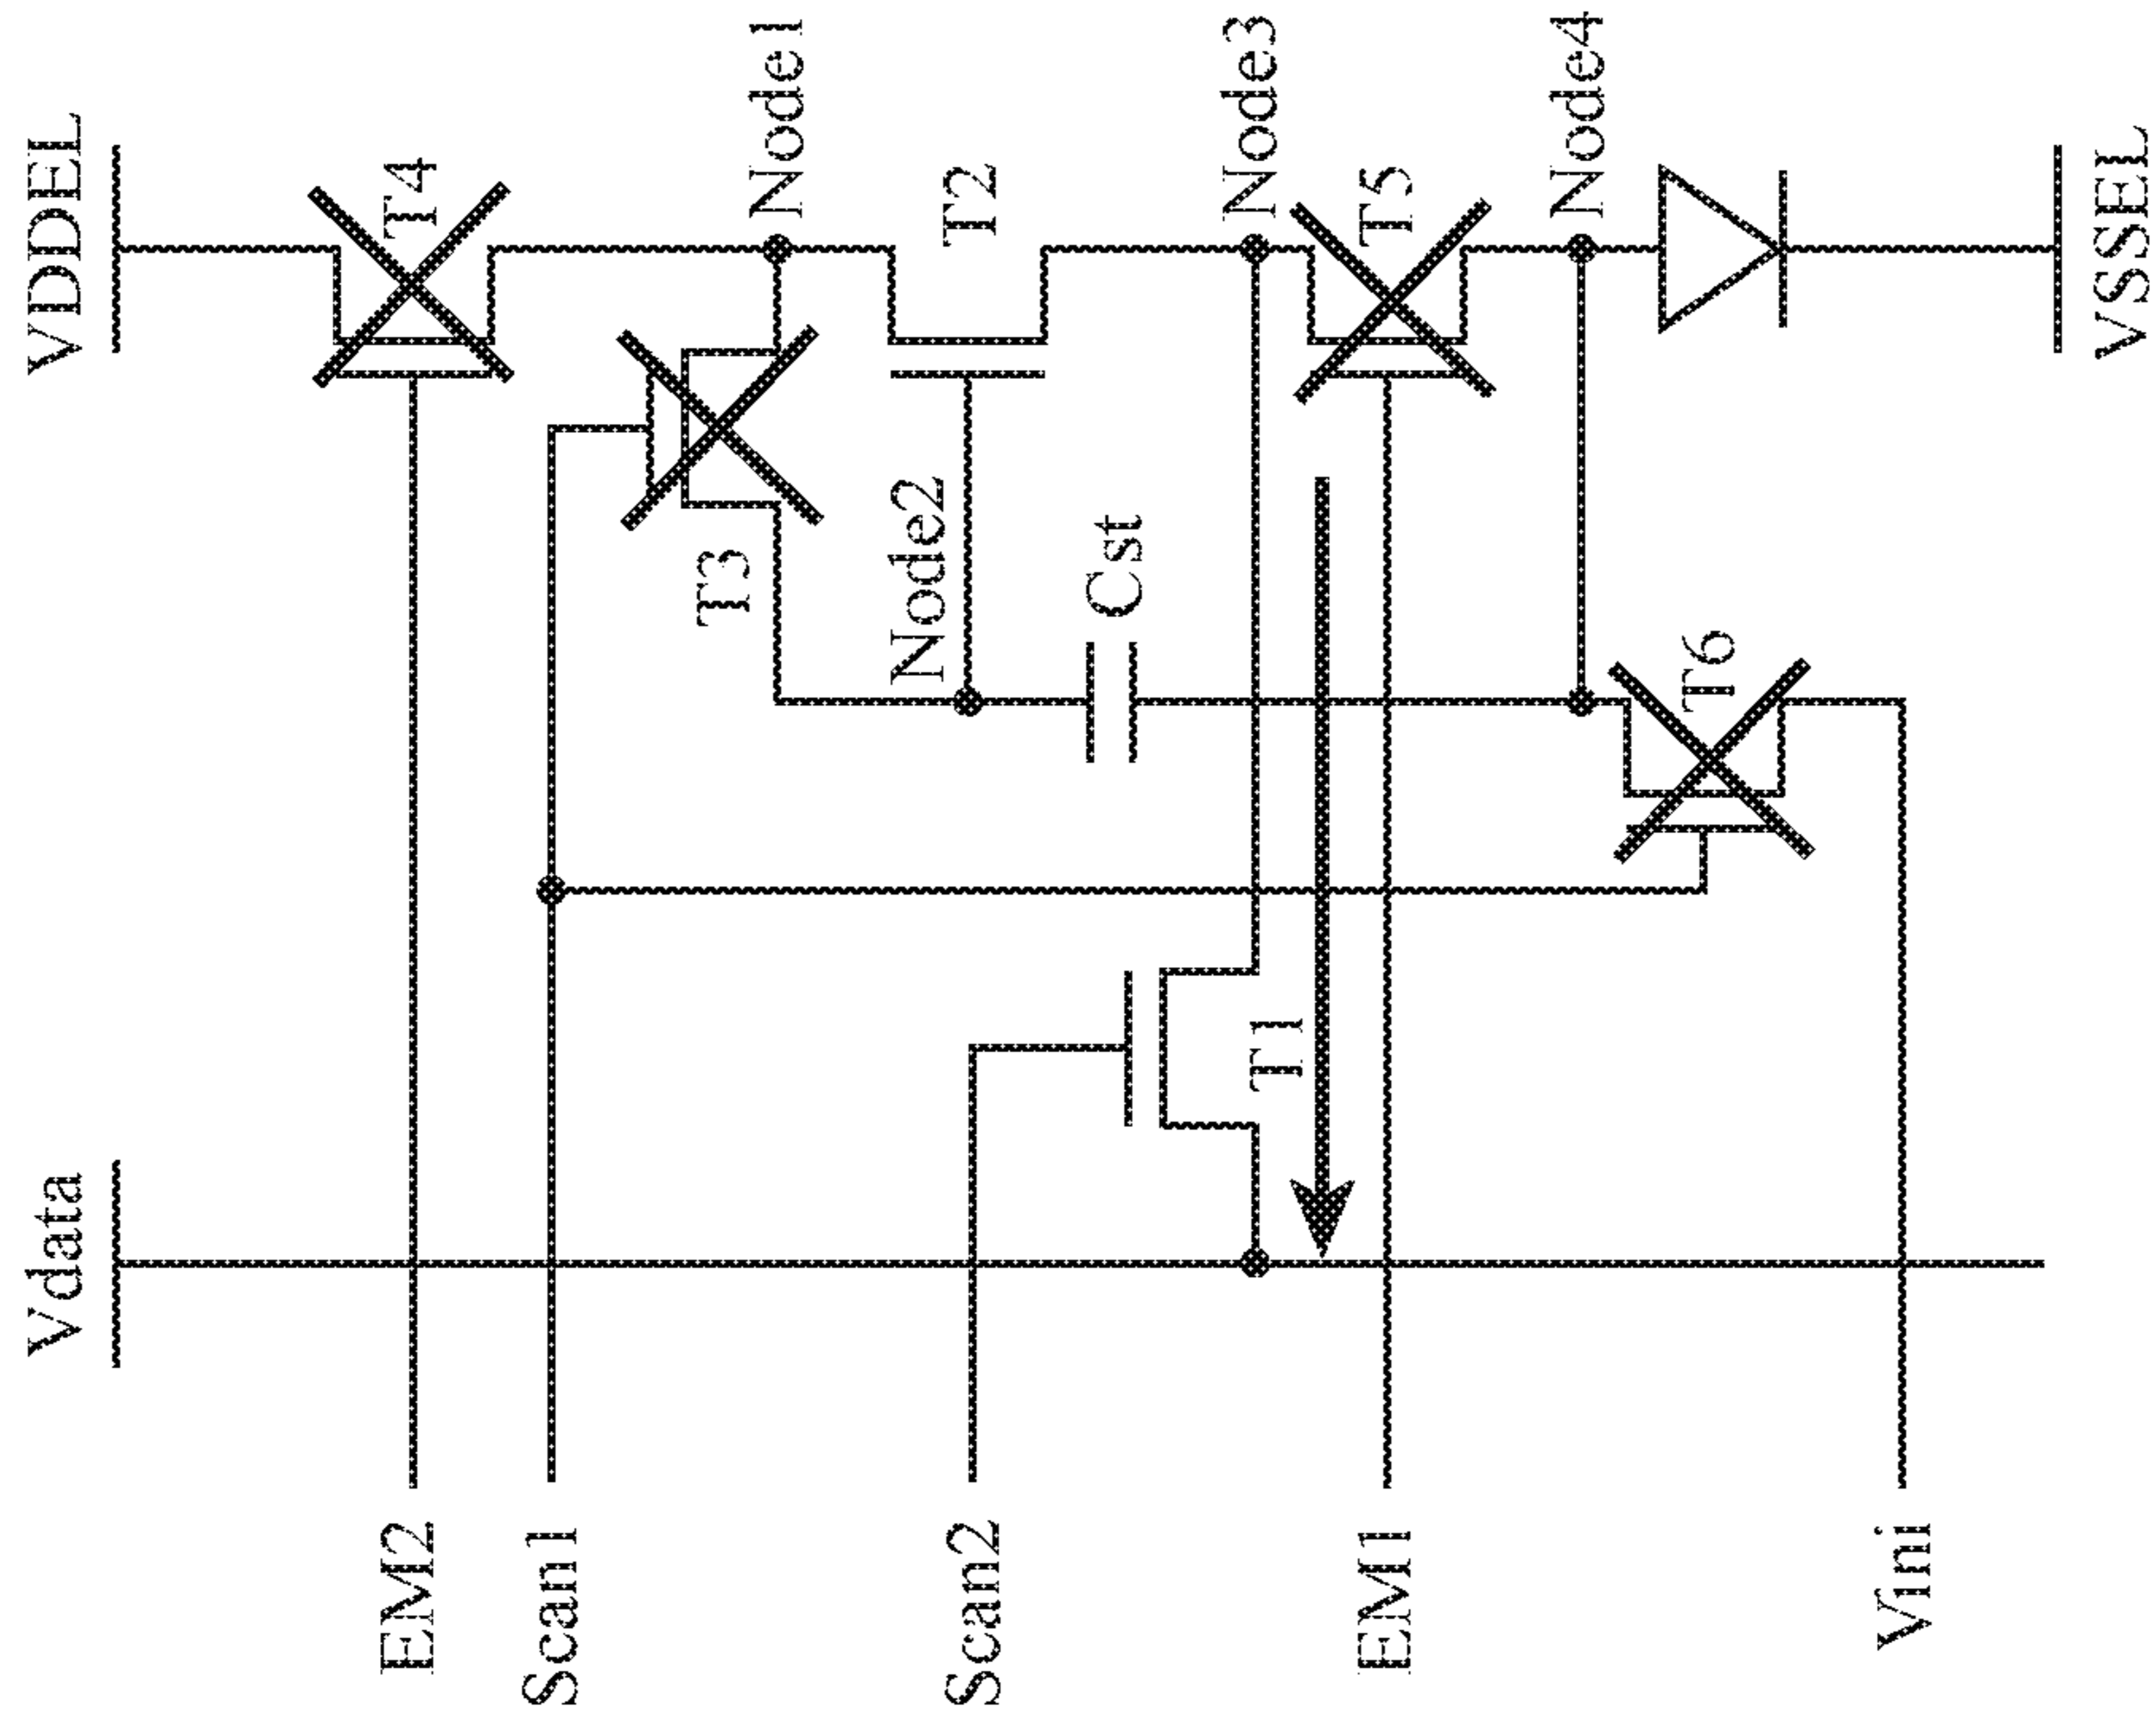 VDDEL
T4
Node1
T2
Node3
T5
Node4
VSSEL
T3
Node2
Cst
T6
T1
Vdata
EM2
Scan1
Scan2
EM1
Vini